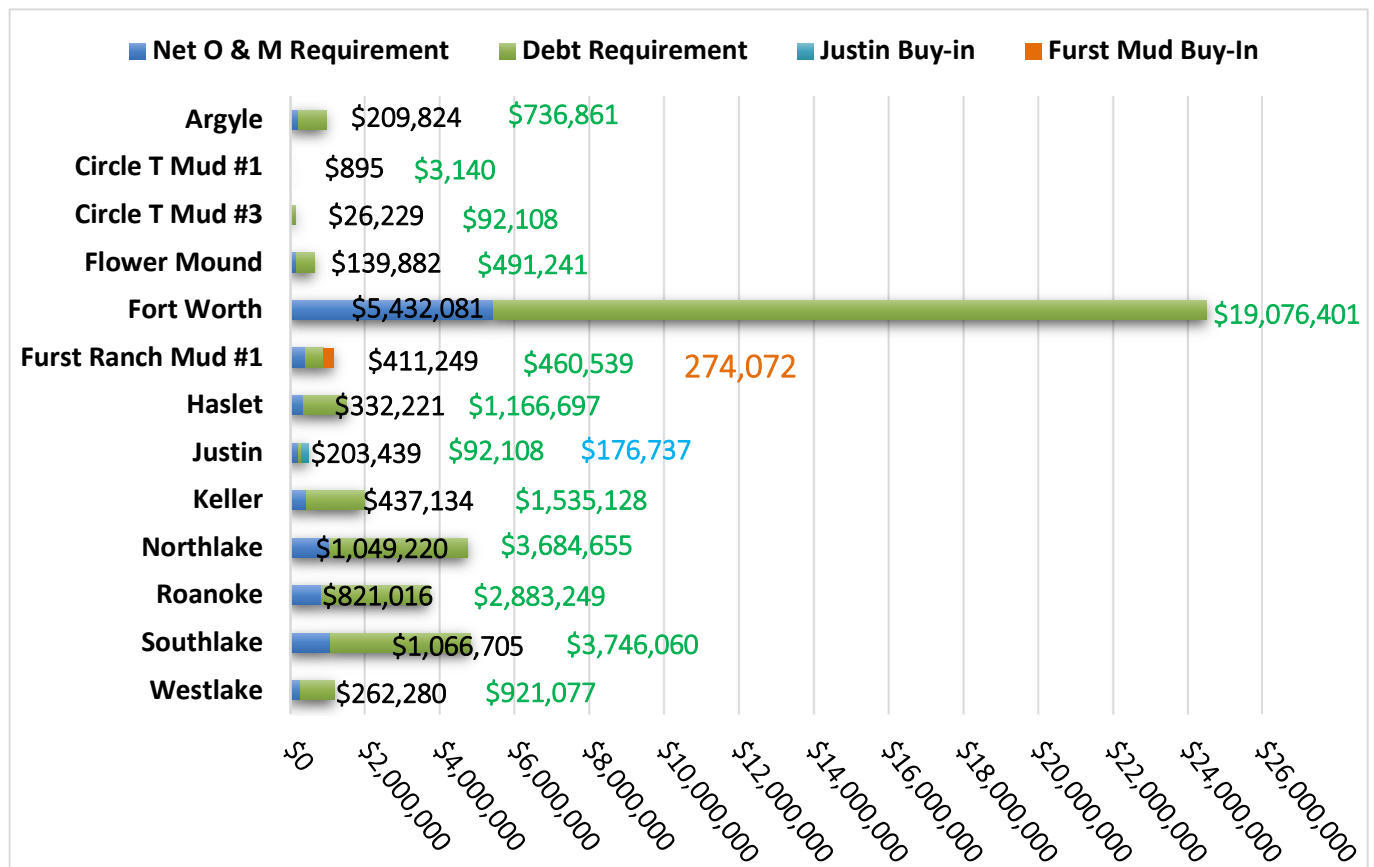 Net O & M Requirement Debt Requirement Justin Buy-in Furst Mud Buy-In
Argyle $209,824 $736,861
Circle T Mud #1 $895 $3,140
Circle T Mud #3 $26,229 $92,108
Flower Mound $139,882 $491,241
Fort Worth $5,432,081 $19,076,401
Furst Ranch Mud #1 $411,249 $460,539 274,072
Haslet $332,221 $1,166,697
Justin $203,439 $92,108 $176,737
Keller $437,134 $1,535,128
Northlake $1,049,220 $3,684,655
Roanoke $821,016 $2,883,249
Southlake $1,066,705 $3,746,060
Westlake $262,280 $921,077
$0 $2,000,000 $4,000,000 $6,000,000 $8,000,000 $10,000,000 $12,000,000 $14,000,000 $16,000,000 $18,000,000 $20,000,000 $22,000,000 $24,000,000 $26,000,000